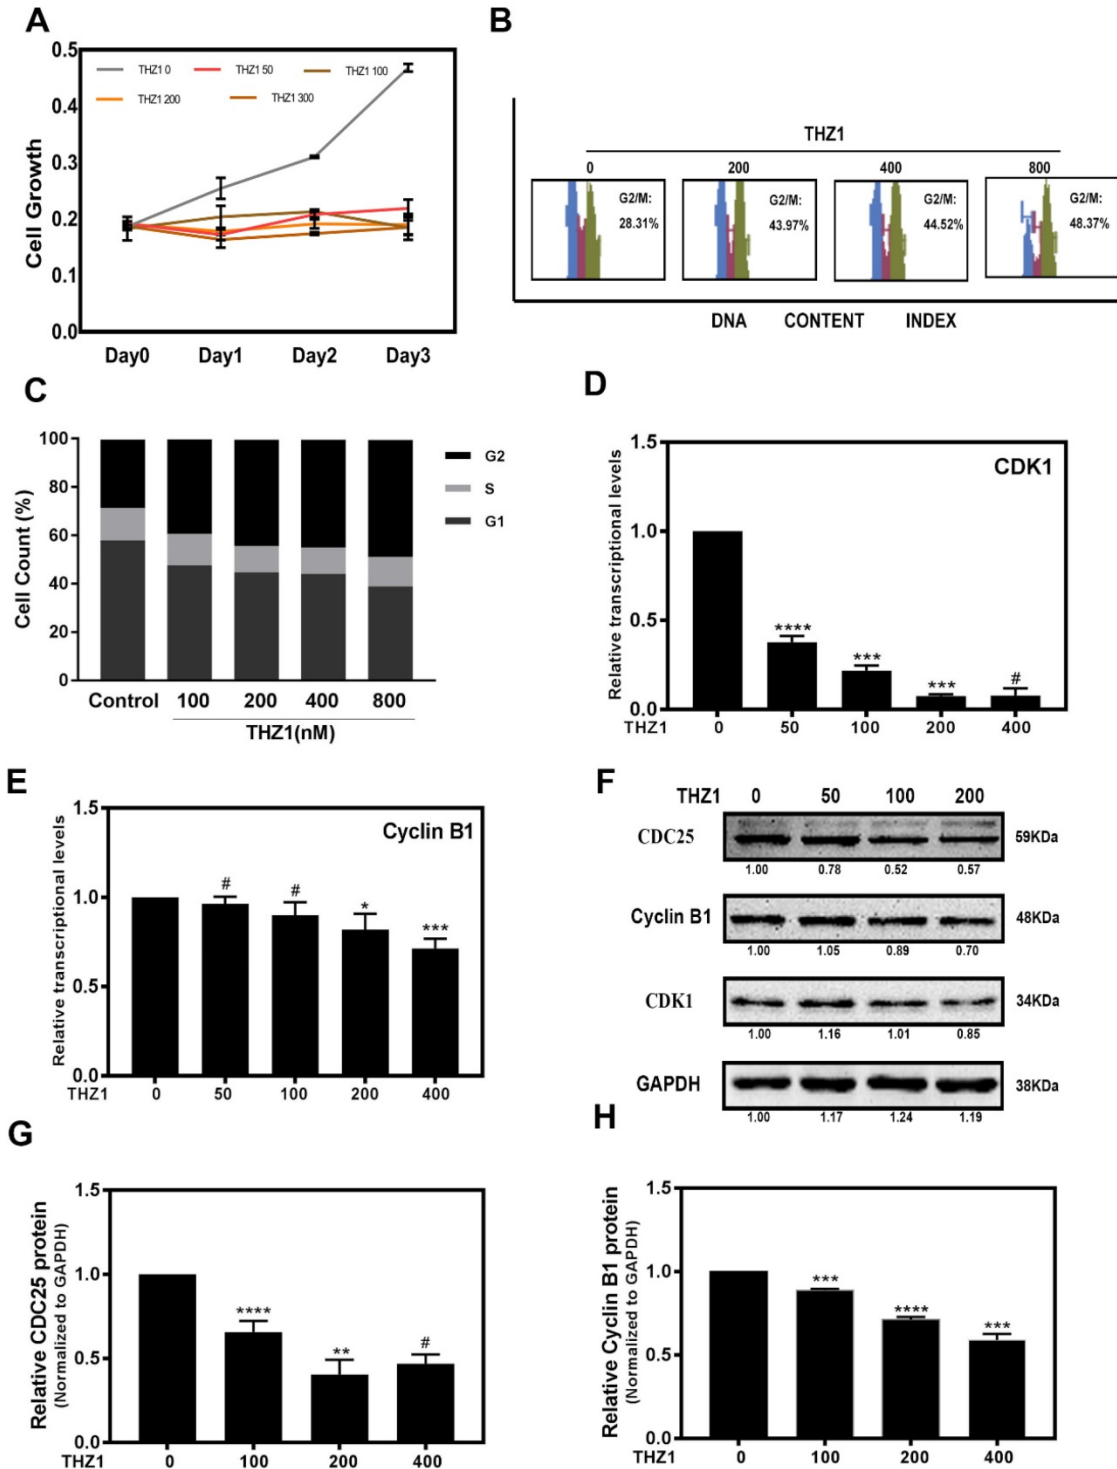 A
0.5
0.4
0.3
0.2
0.1
0.0
Cell Growth
THZ1 0
THZ1 50
THZ1 100
THZ1 200
THZ1 300
Day0 Day1 Day2 Day3
B
THZ1
0 200 400 800
G2/M:
28.31%
G2/M:
43.97%
G2/M:
44.52%
G2/M:
48.37%
DNA CONTENT INDEX
C
100
80
60
40
20
0
Cell Count (%)
G2
S
G1
Control 100 200 400 800
THZ1(nM)
D
1.5
1.0
0.5
0.0
Relative transcriptional levels
CDK1
**** *** *** #
THZ1 0 50 100 200 400
E
1.5
1.0
0.5
0.0
Relative transcriptional levels
Cyclin B1
# # * ***
THZ1 0 50 100 200 400
F
THZ1 0 50 100 200
CDC25 59KDa
1.00 0.78 0.52 0.57
Cyclin B1 48KDa
1.00 1.05 0.89 0.70
CDK1 34KDa
1.00 1.16 1.01 0.85
GAPDH 38KDa
1.00 1.17 1.24 1.19
G
1.5
1.0
0.5
0.0
Relative CDC25 protein
(Normalized to GAPDH)
**** ** #
THZ1 0 100 200 400
H
1.5
1.0
0.5
0.0
Relative Cyclin B1 protein
(Normalized to GAPDH)
*** **** ***
THZ1 0 100 200 400